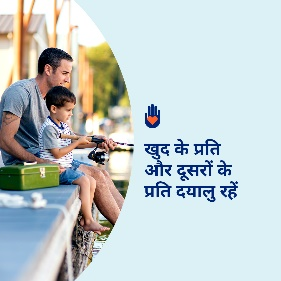 खुद के प्रति
और दूसरों के
प्रति दयालु रहें